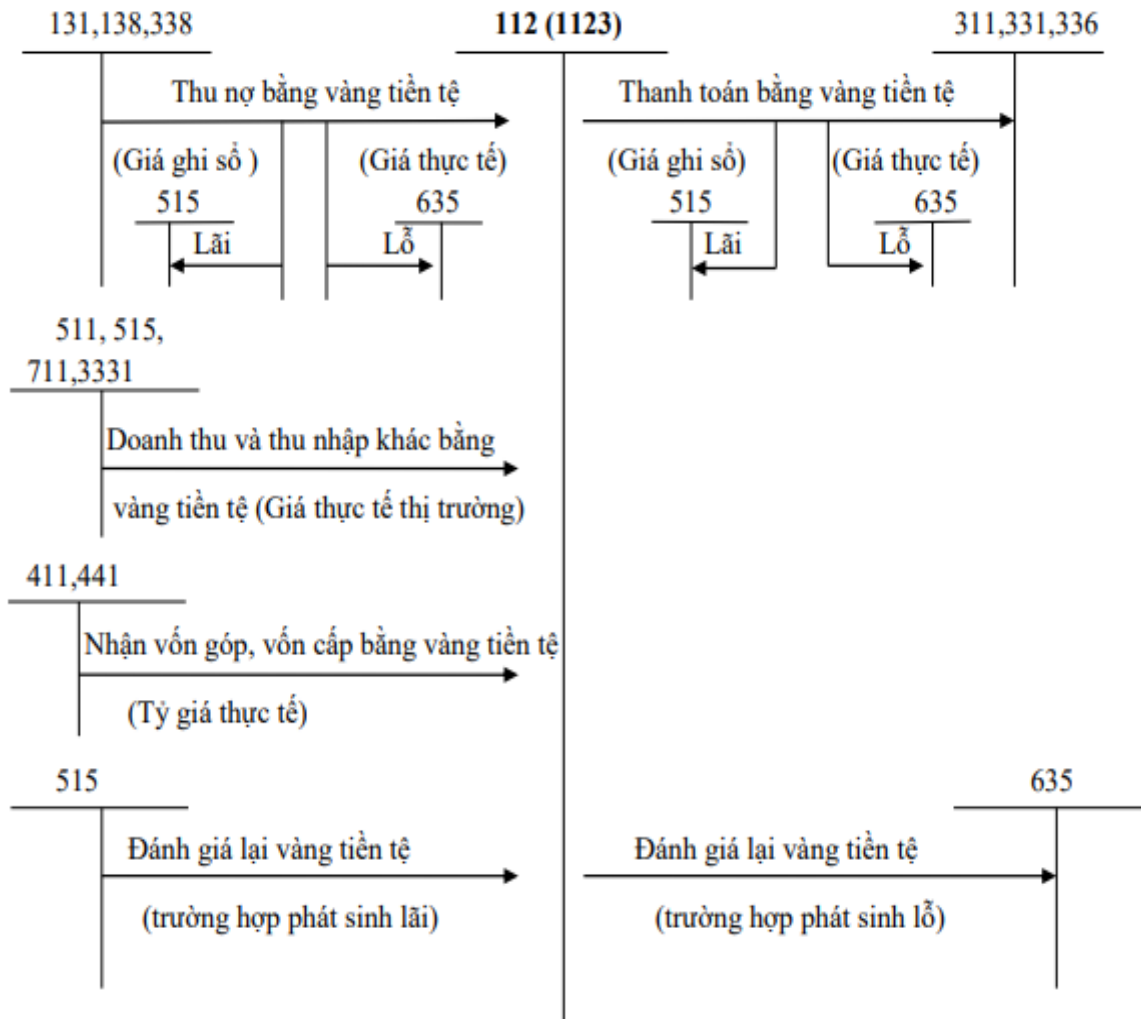 131,138,338
112 (1123)
311,331,336
Thu nợ bằng vàng tiền tệ
Thanh toán bằng vàng tiền tệ
(Giá ghi sổ )
(Giá thực tế)
(Giá ghi sổ)
(Giá thực tế)
515
635
515
635
Lãi
Lỗ
Lãi
Lỗ
511, 515,
711,3331
Doanh thu và thu nhập khác bằng
vàng tiền tệ (Giá thực tế thị trường)
411,441
Nhận vốn góp, vốn cấp bằng vàng tiền tệ
(Tỷ giá thực tế)
515
635
Đánh giá lại vàng tiền tệ
Đánh giá lại vàng tiền tệ
(trường hợp phát sinh lãi)
(trường hợp phát sinh lỗ)